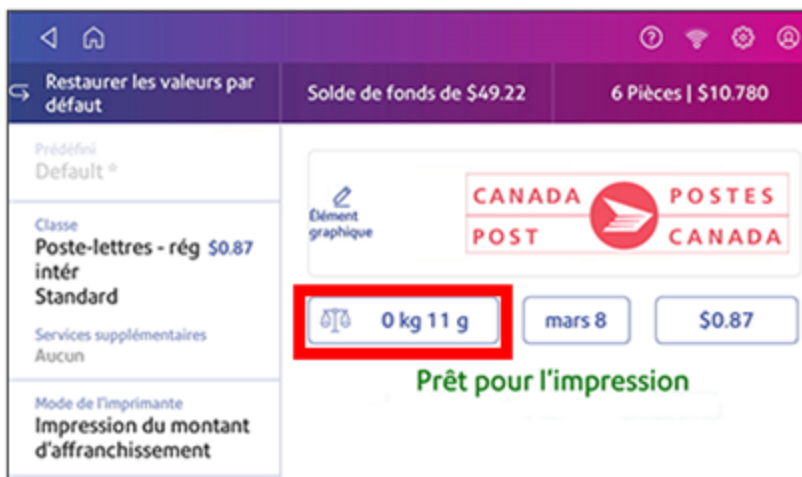 Restaurer les valeurs par
défaut
Solde de fonds de $49.22
6 Pièces | $10.780
Prédéfini
Default *
Classe
Poste-lettres - rég $0.87
intér
Standard
Services supplémentaires
Aucun
Mode de l'imprimante
Impression du montant
d'affranchissement
Élément
graphique
CANADA POSTES
POST CANADA
0 kg 11 g
mars 8
$0.87
Prêt pour l'impression